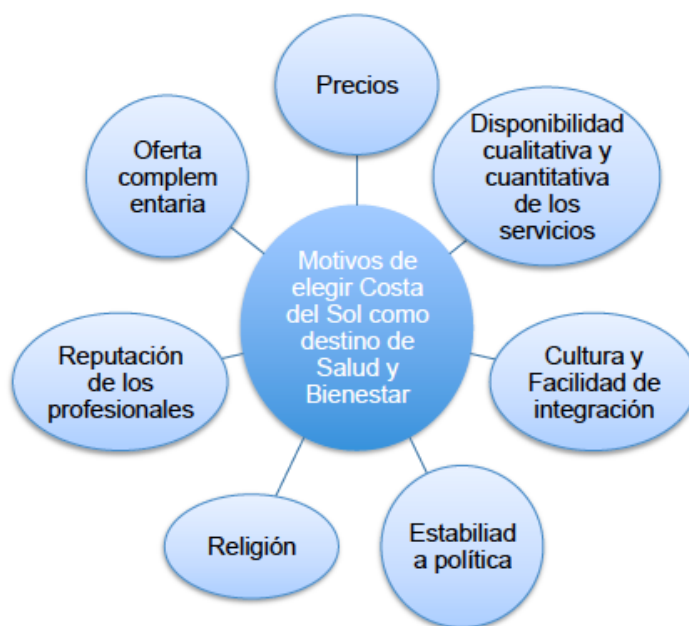 Precios
Disponibilidad
cualitativa y
cuantitativa
de los
servicios
Cultura y
Facilidad de
integración
Estabiliad
a política
Religión
Reputación
de los
profesionales
Oferta
complem
entaria
Motivos de
elegir Costa
del Sol como
destino de
Salud y
Bienestar